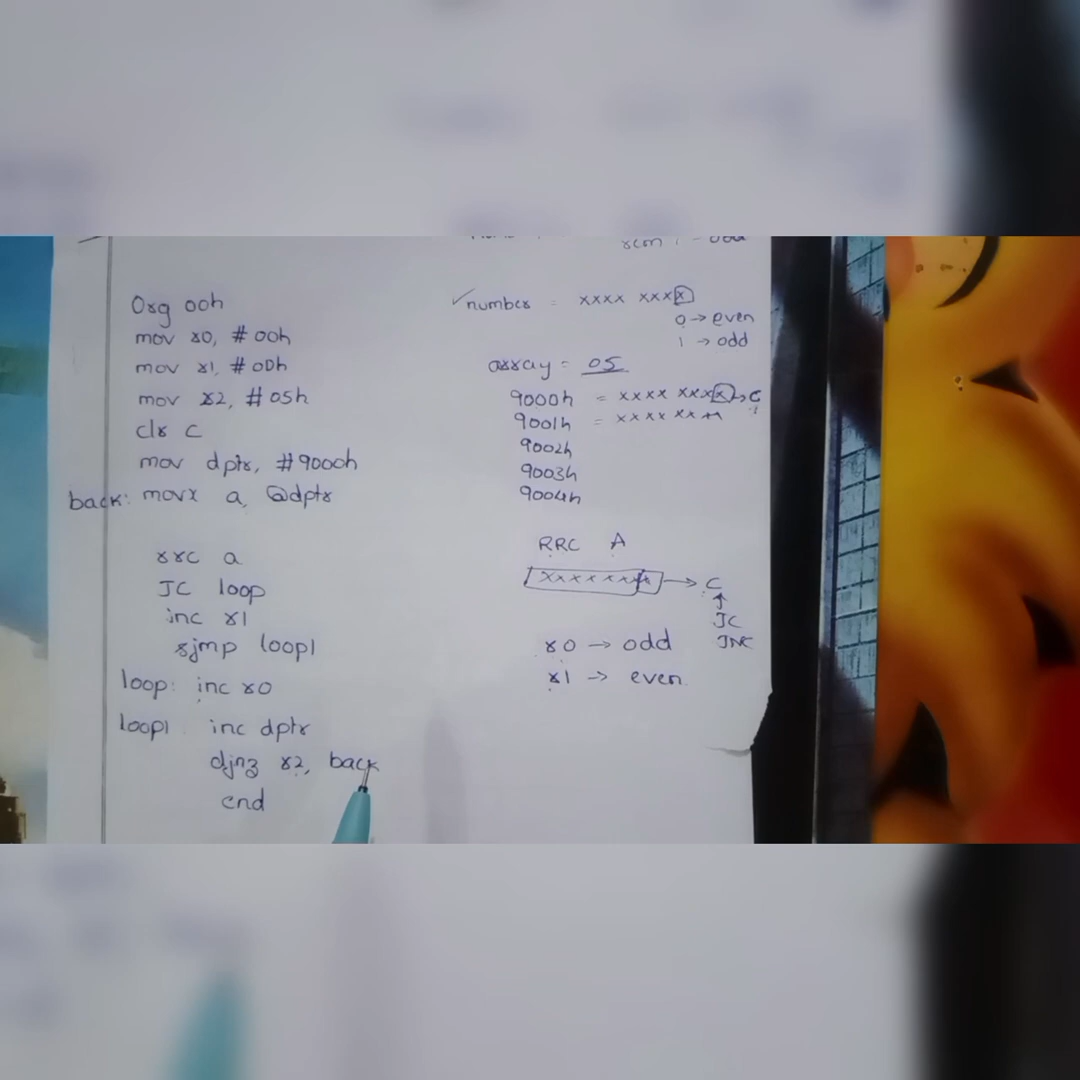 Org 00h
mov r0, #00h
mov r1, #00h
mov r2, #05h
clr c
mov dptr, #9000h
back: movx a, @dptr
rrc a
JC loop
inc r1
sjmp loop1
loop: inc r0
loop1 inc dptr
djnz r2, back
end
number = xxxx xxxx
0 → even
1 → odd
array = 05
9000h = xxxx xxxx → C
9001h = xxxx xxxx
9002h
9003h
9004h
RRC A
xxxxxxxx → C
↑
JC
JNC
r0 → odd
r1 → even